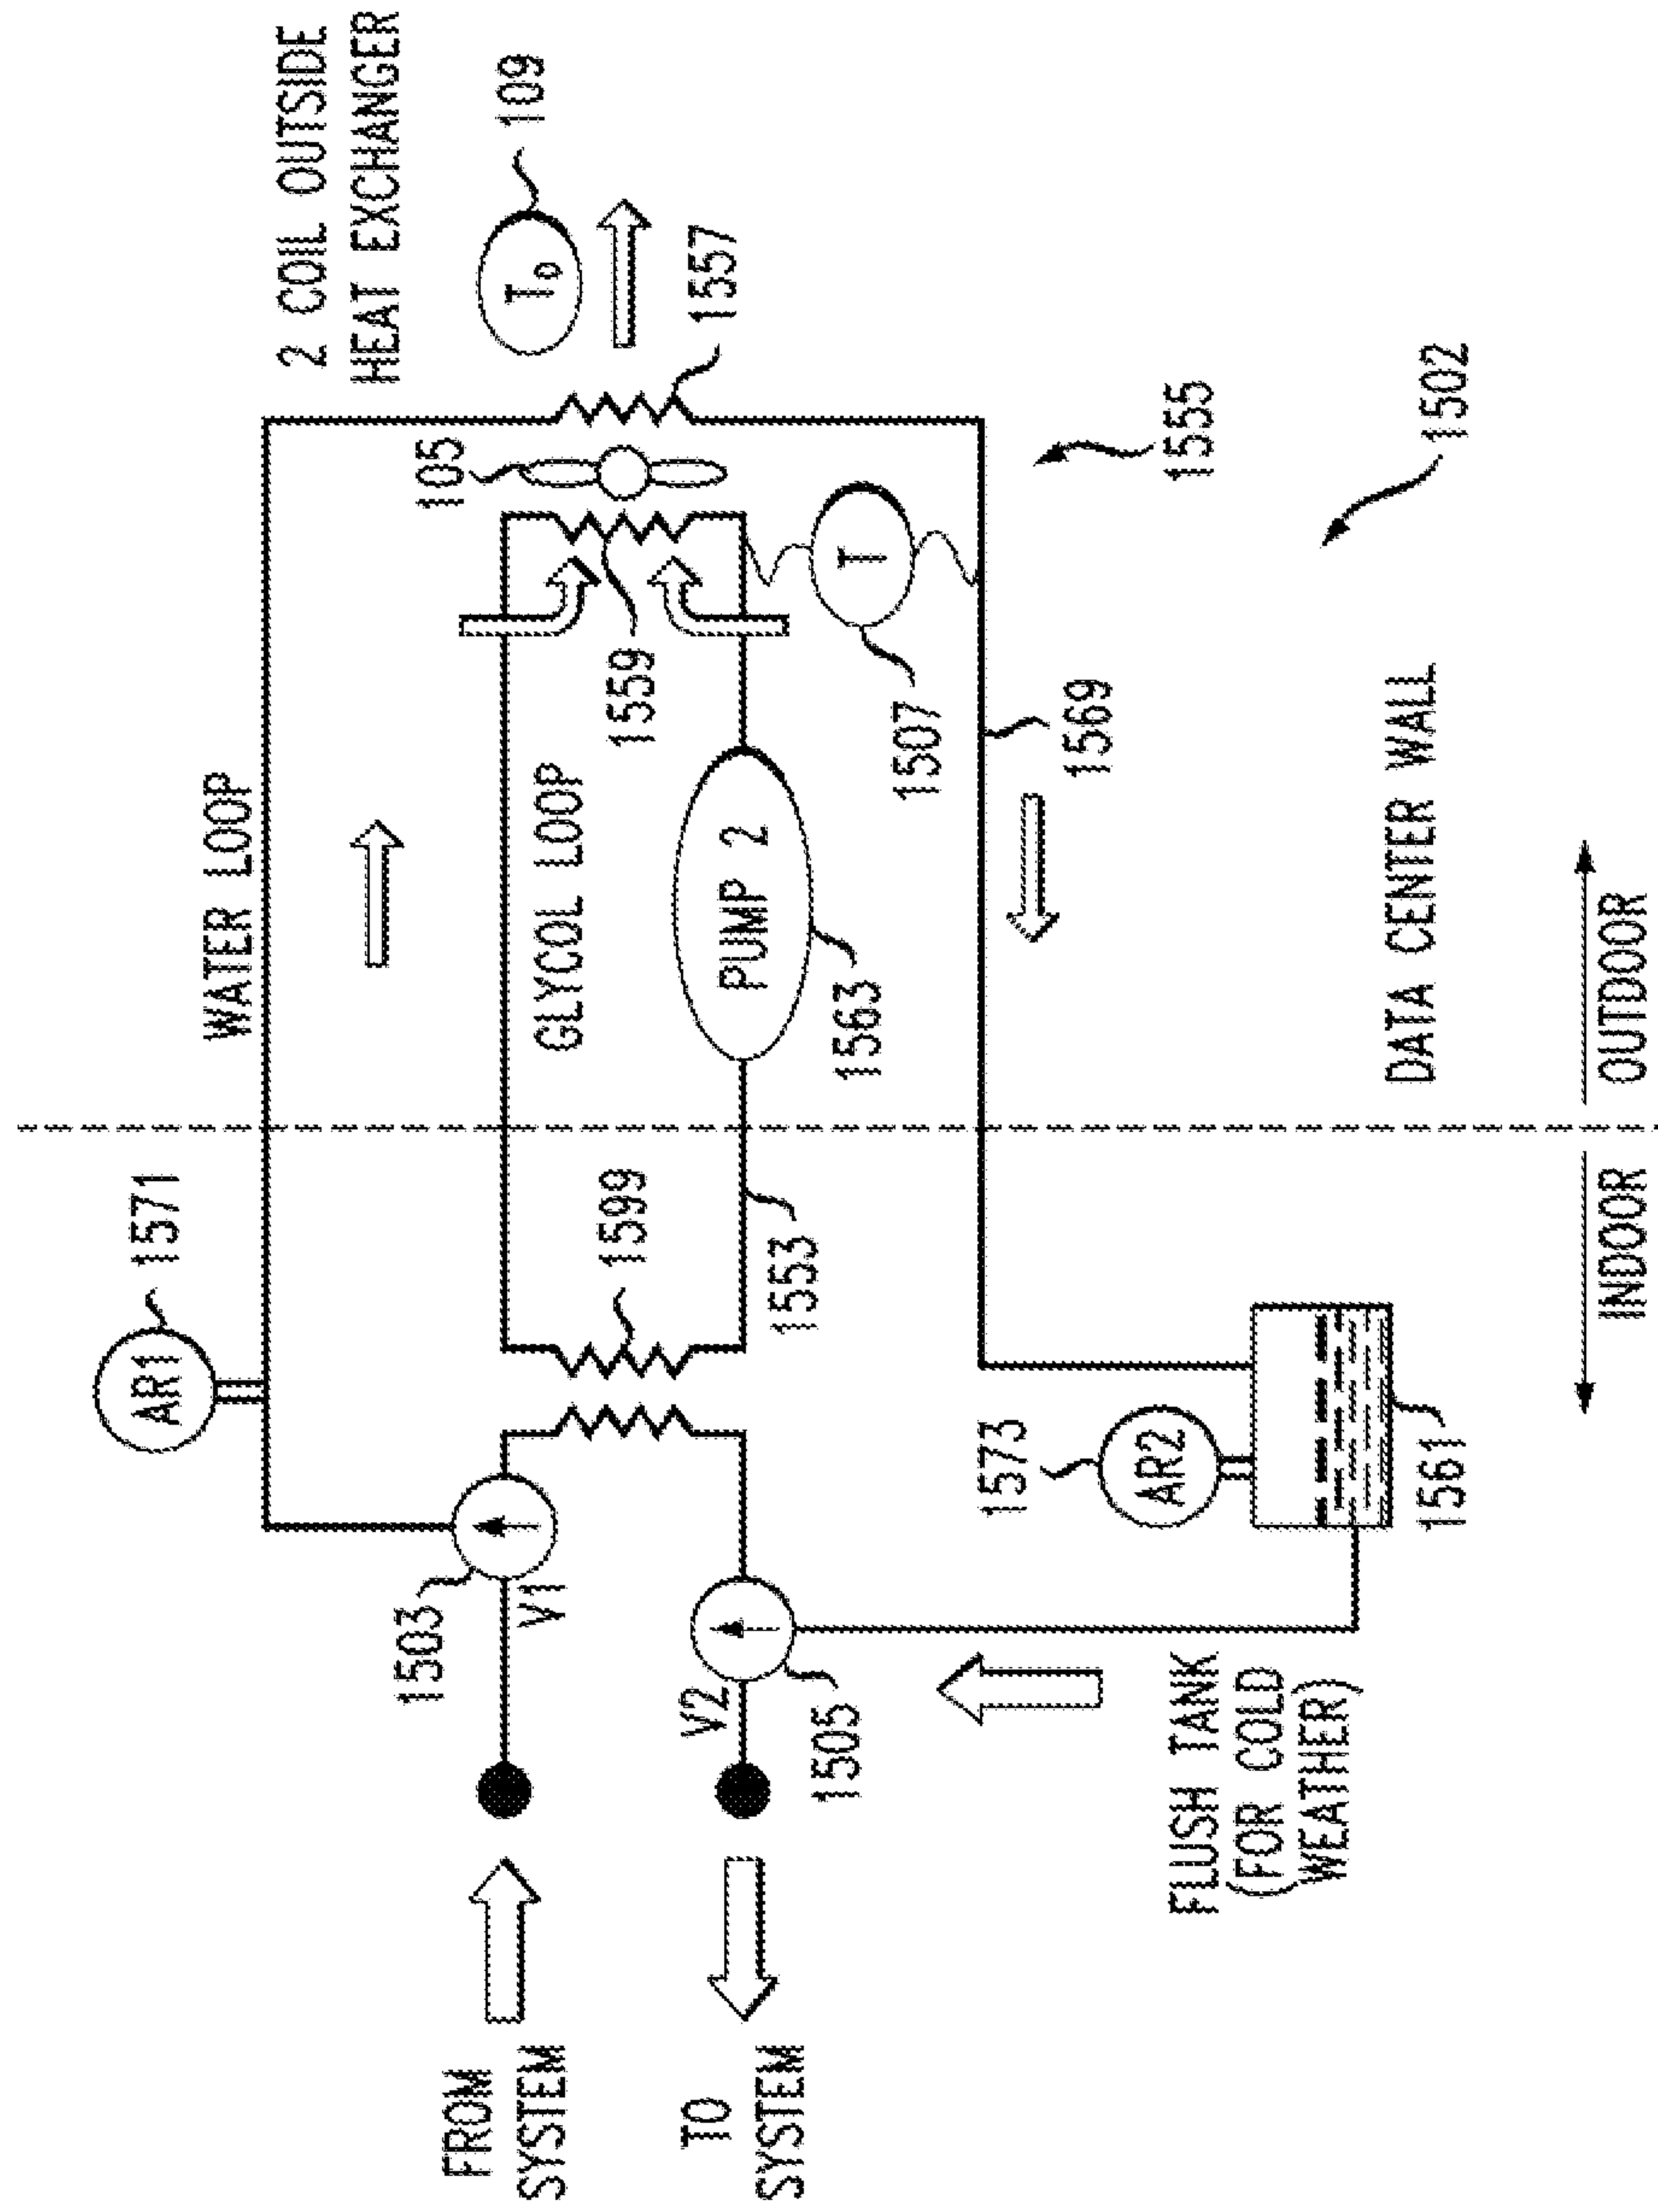 2 COIL OUTSIDE
HEAT EXCHANGER
109
T0
1557
105
WATER LOOP
1559
GLYCOL LOOP
PUMP 2
1563
T
1507
1569
1555
1502
AR1
1571
1599
1553
1503
V1
V2
1505
FROM
SYSTEM
TO
SYSTEM
1573
AR2
1561
FLUSH TANK
(FOR COLD
WEATHER)
DATA CENTER WALL
INDOOR
OUTDOOR